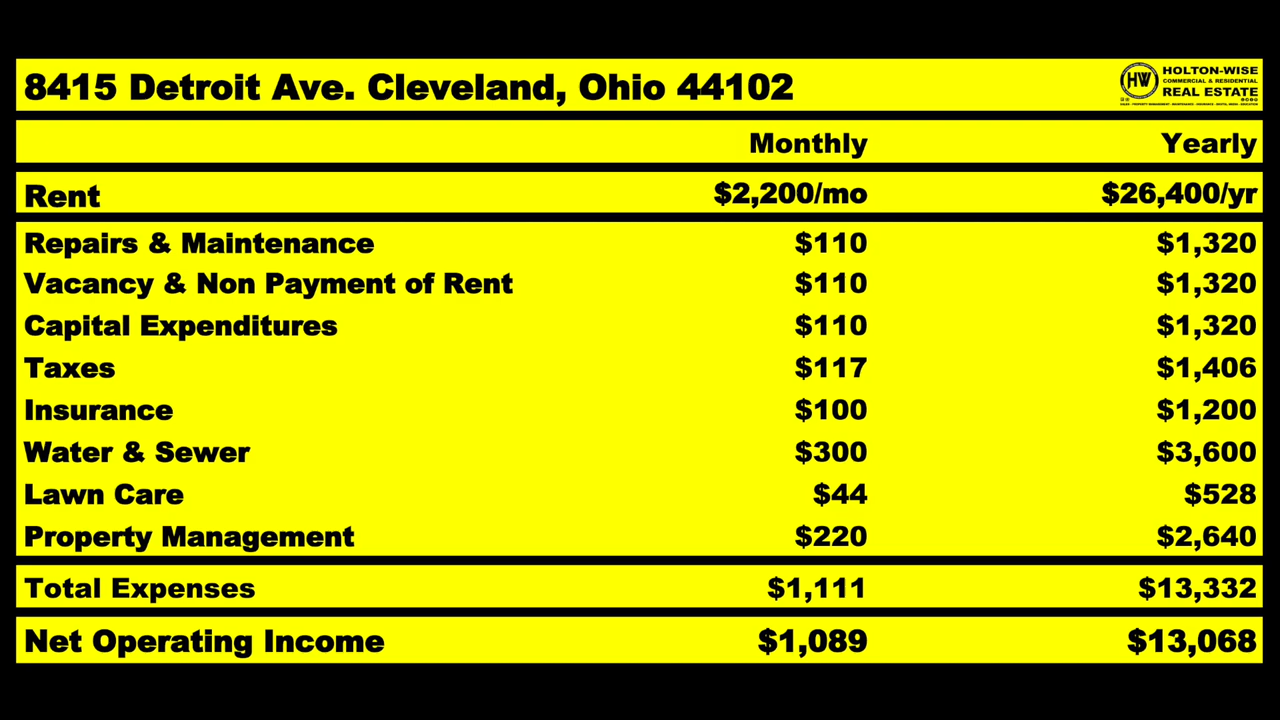 8415 Detroit Ave. Cleveland, Ohio 44102
HW
HOLTON-WISE
COMMERCIAL & RESIDENTIAL
REAL ESTATE
Monthly Yearly
Rent $2,200/mo $26,400/yr
Repairs & Maintenance $110 $1,320
Vacancy & Non Payment of Rent $110 $1,320
Capital Expenditures $110 $1,320
Taxes $117 $1,406
Insurance $100 $1,200
Water & Sewer $300 $3,600
Lawn Care $44 $528
Property Management $220 $2,640
Total Expenses $1,111 $13,332
Net Operating Income $1,089 $13,068